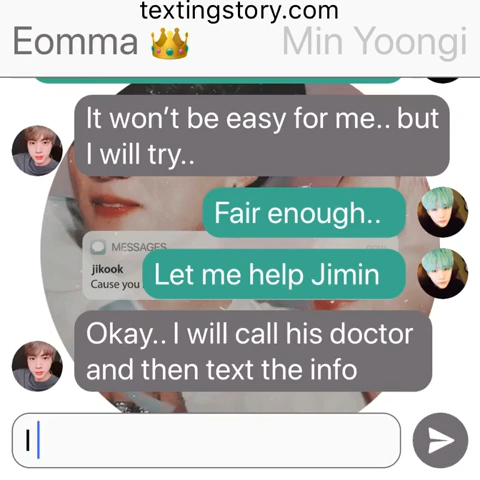 textingstory.com
Eomma 👑 Min Yoongi
It won't be easy for me.. but
I will try..
Fair enough..
MESSAGES
jikook
Cause you
Let me help Jimin
Okay.. I will call his doctor
and then text the info
I